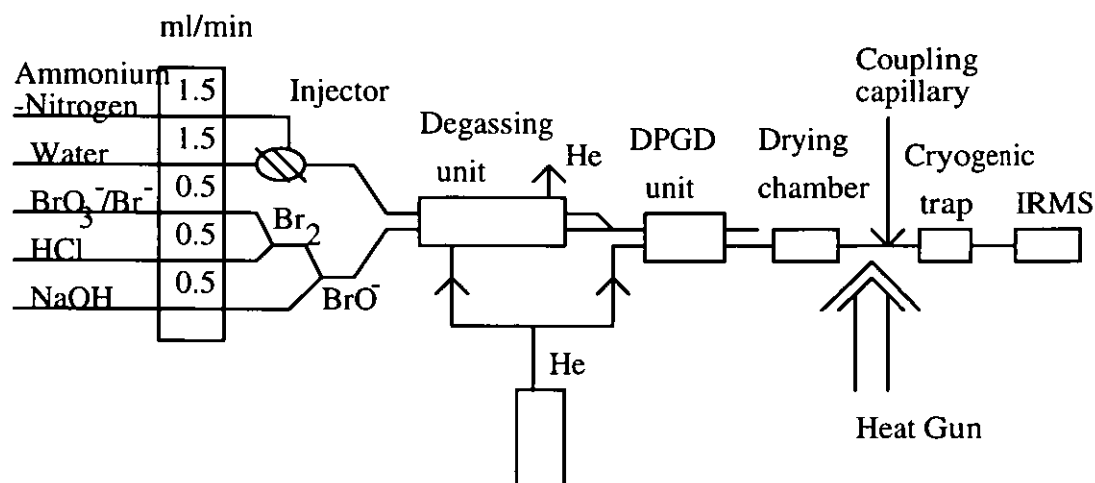 ml/min
Ammonium
-Nitrogen
1.5
Injector
Water
1.5
BrO₃⁻/Br⁻
0.5
Br₂
HCl
0.5
NaOH
0.5
BrO⁻
Degassing
unit
He
DPGD
unit
Drying
chamber
Coupling
capillary
Cryogenic
trap
IRMS
He
Heat Gun